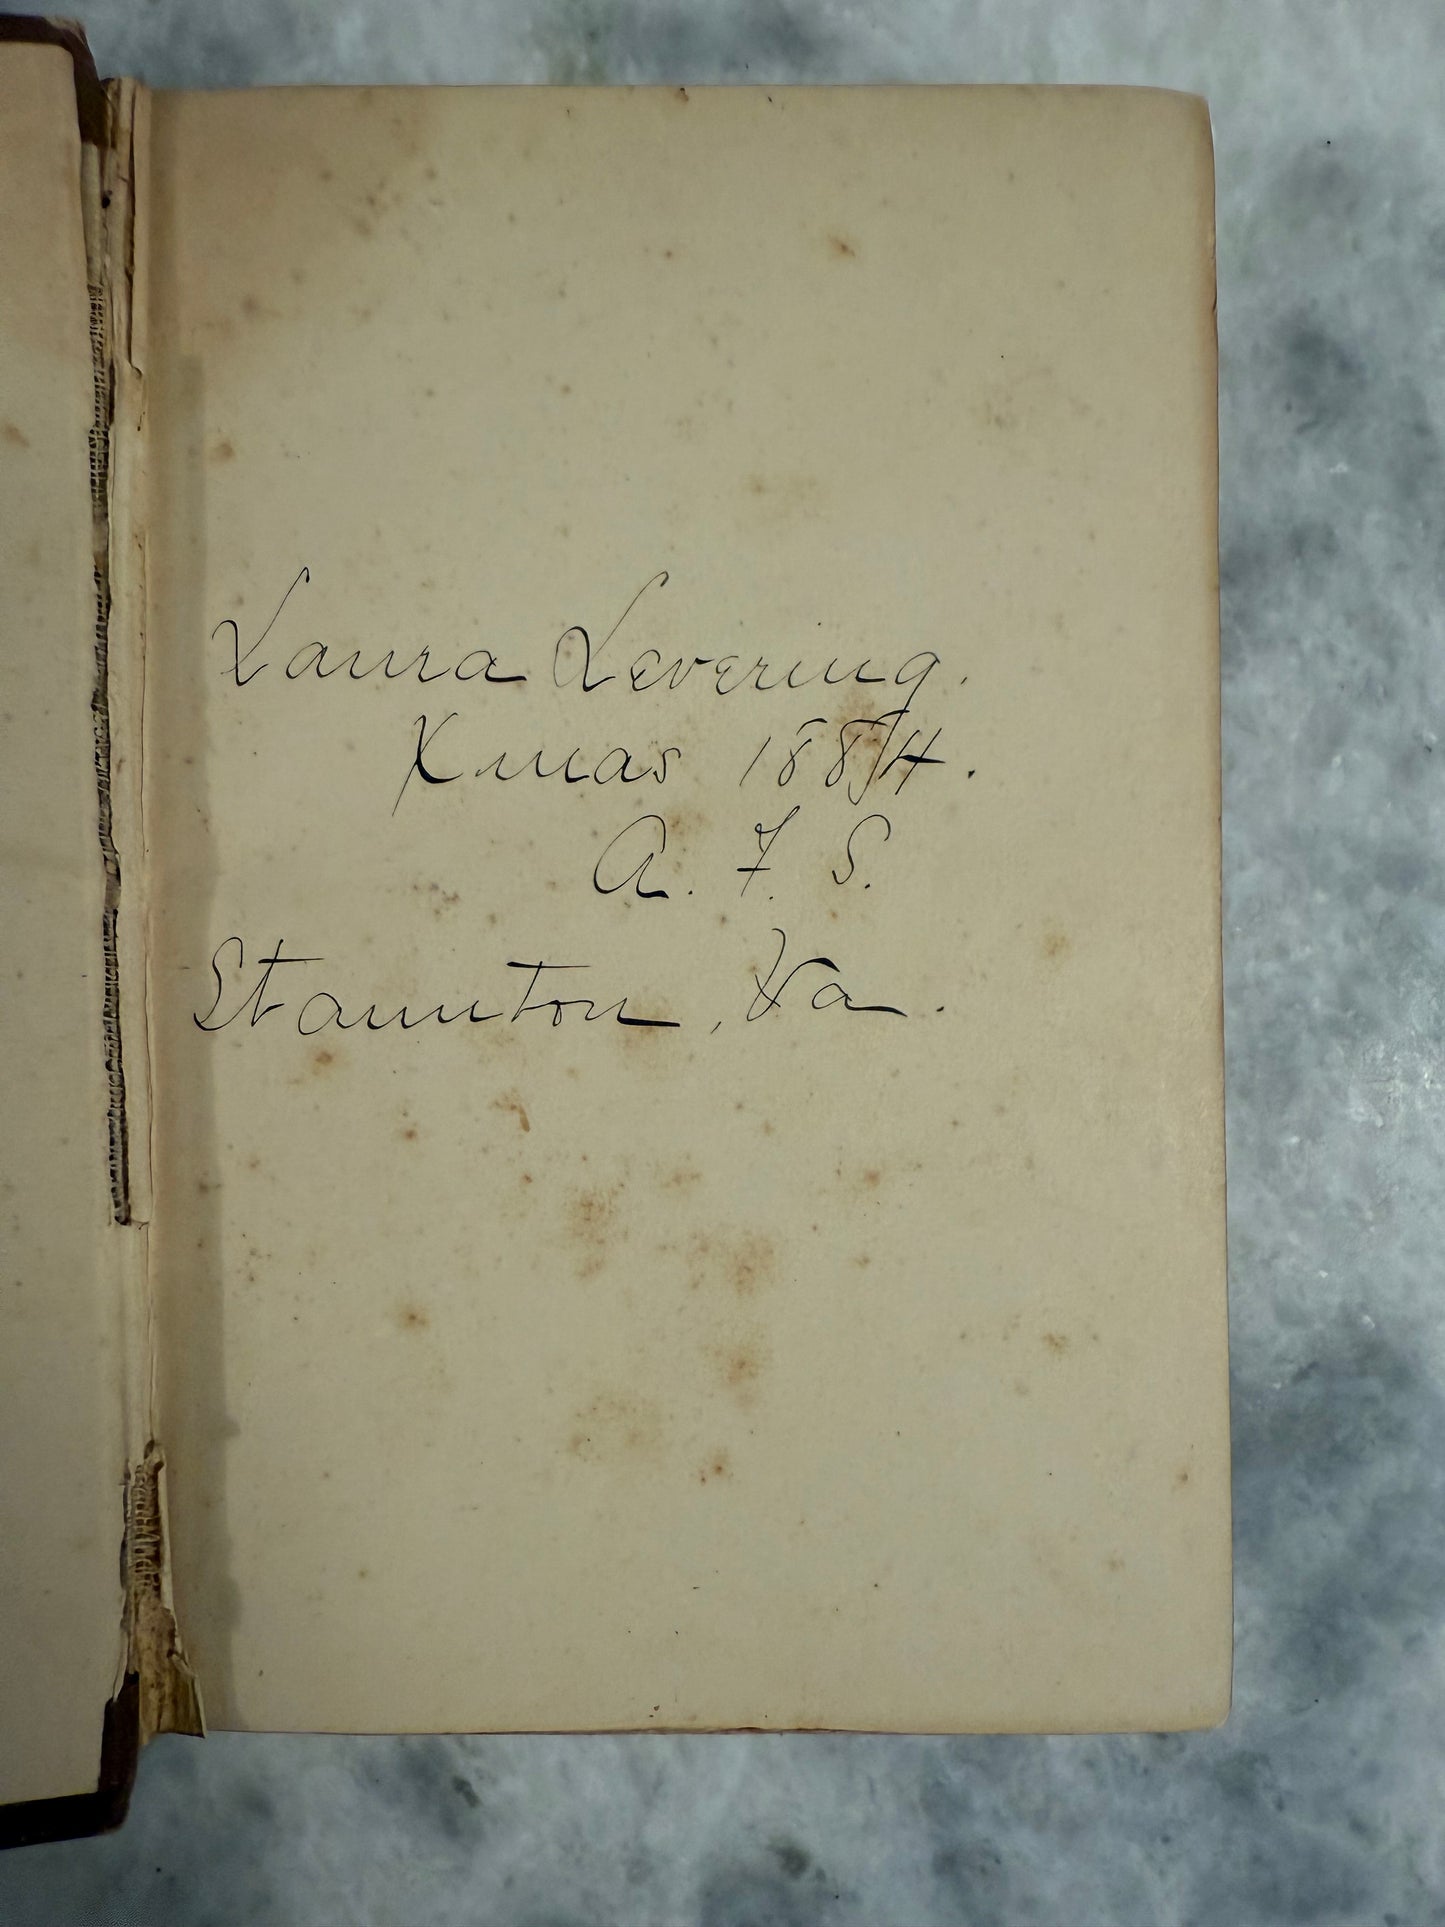 Laura Levering.
Xmas 1884.
A. F. S.
Staunton, Va.